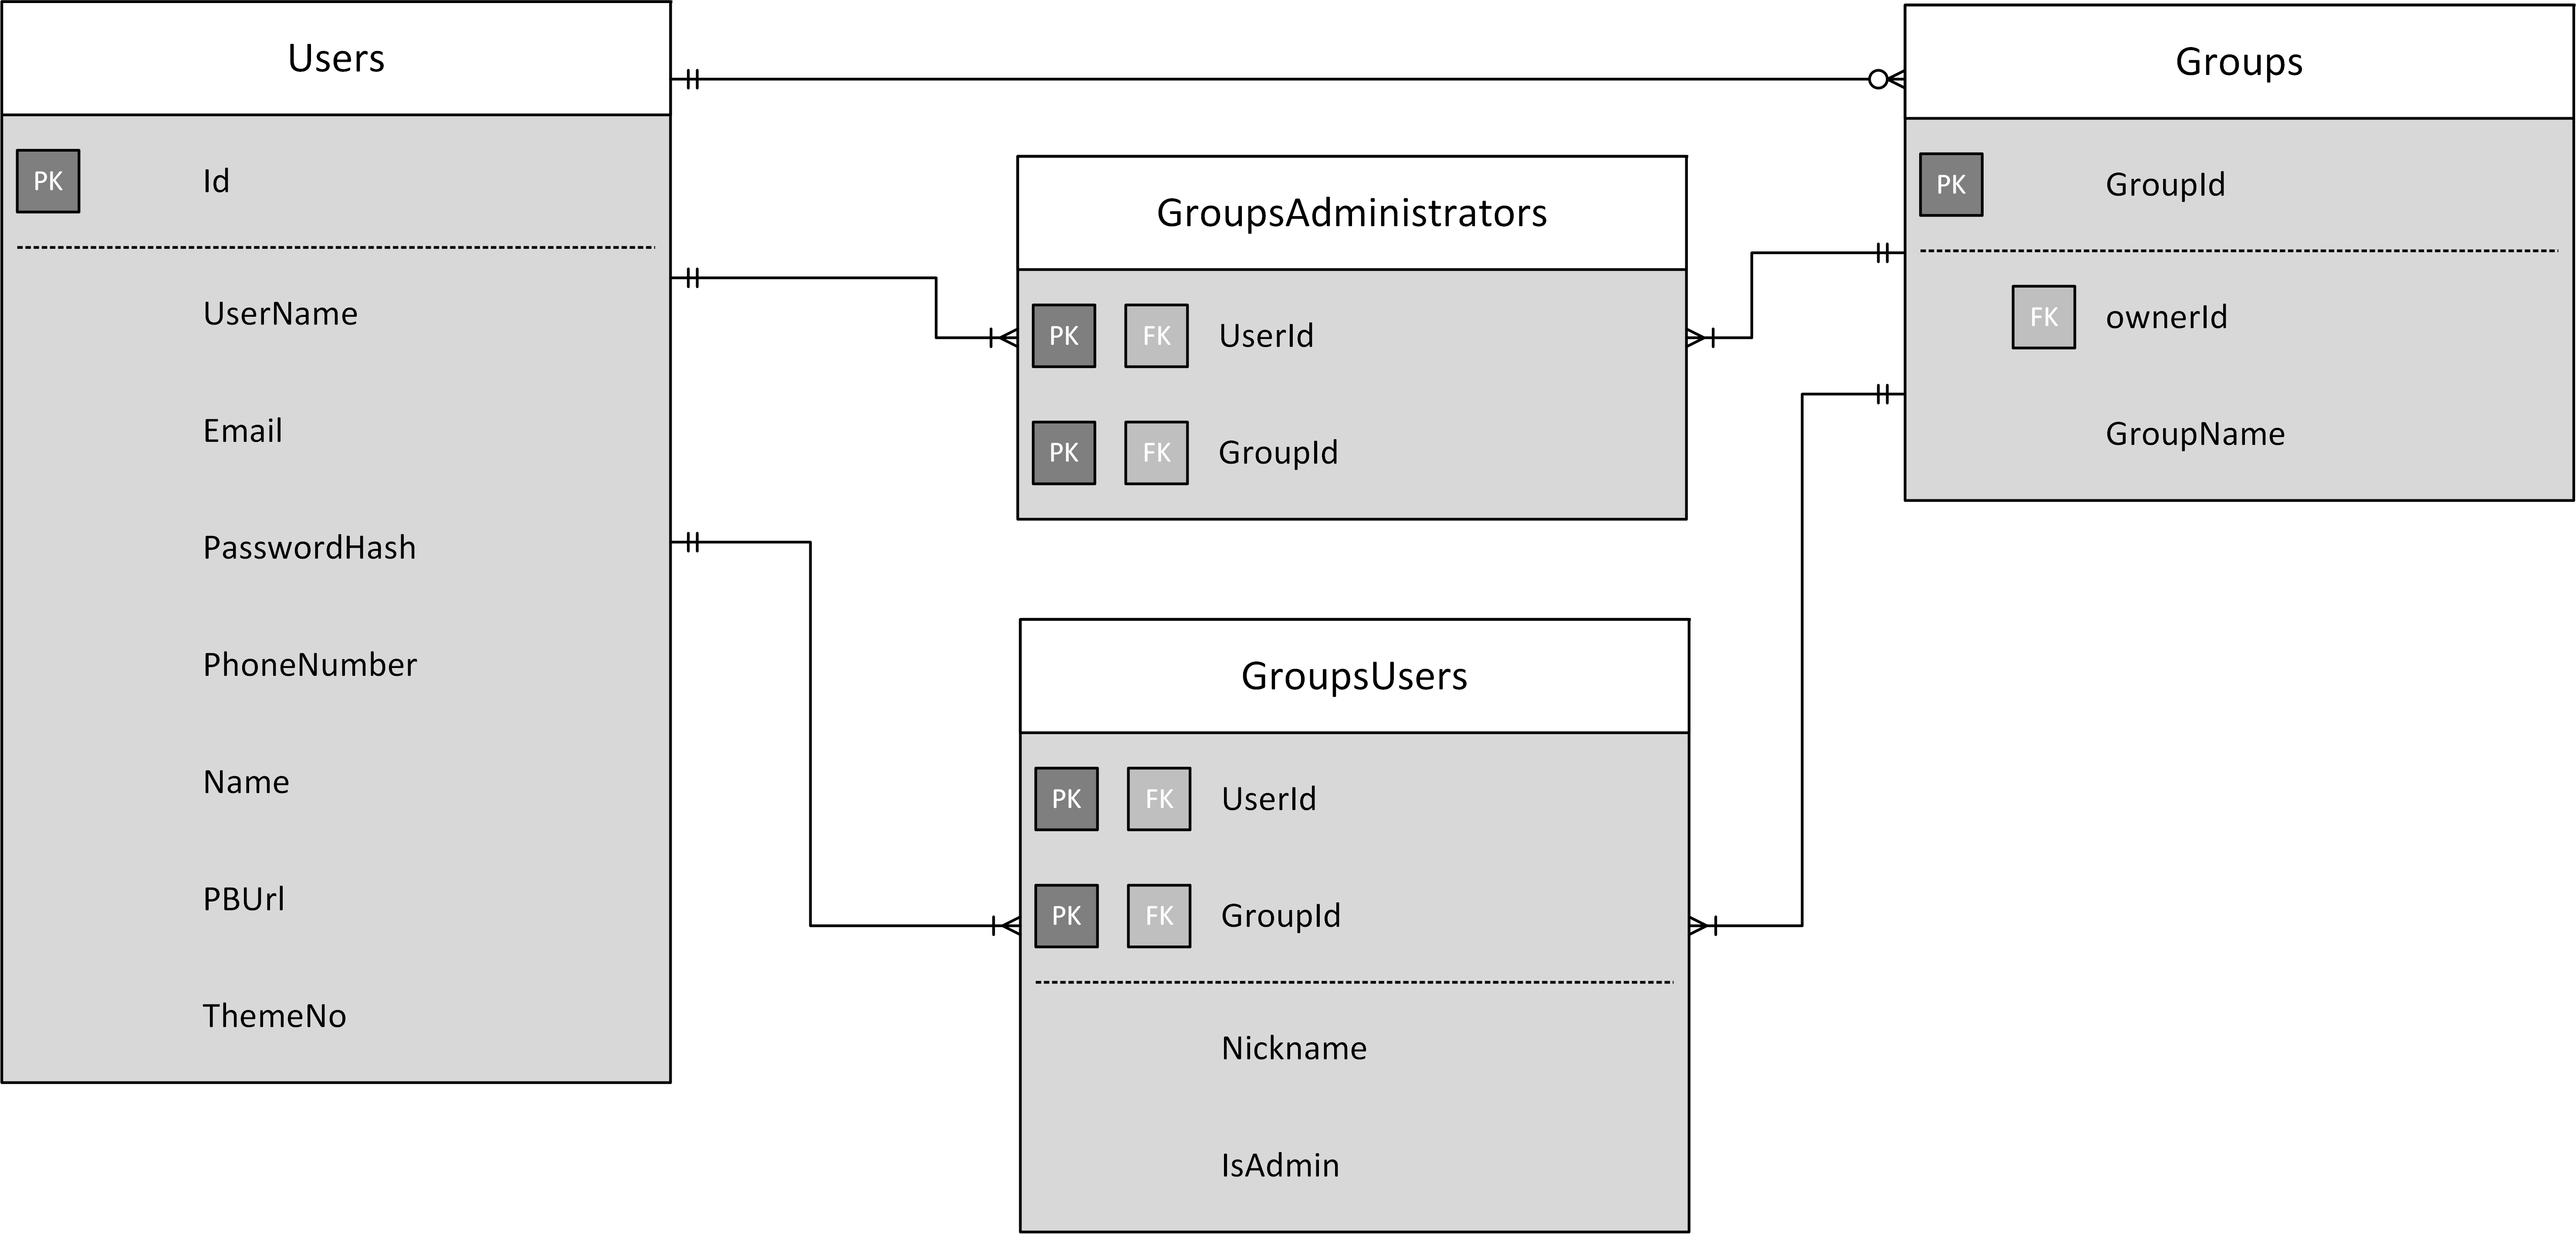 Users
PK Id
UserName
Email
PasswordHash
PhoneNumber
Name
PBUrl
ThemeNo
GroupsAdministrators
PK FK UserId
PK FK GroupId
GroupsUsers
PK FK UserId
PK FK GroupId
Nickname
IsAdmin
Groups
PK GroupId
FK ownerId
GroupName